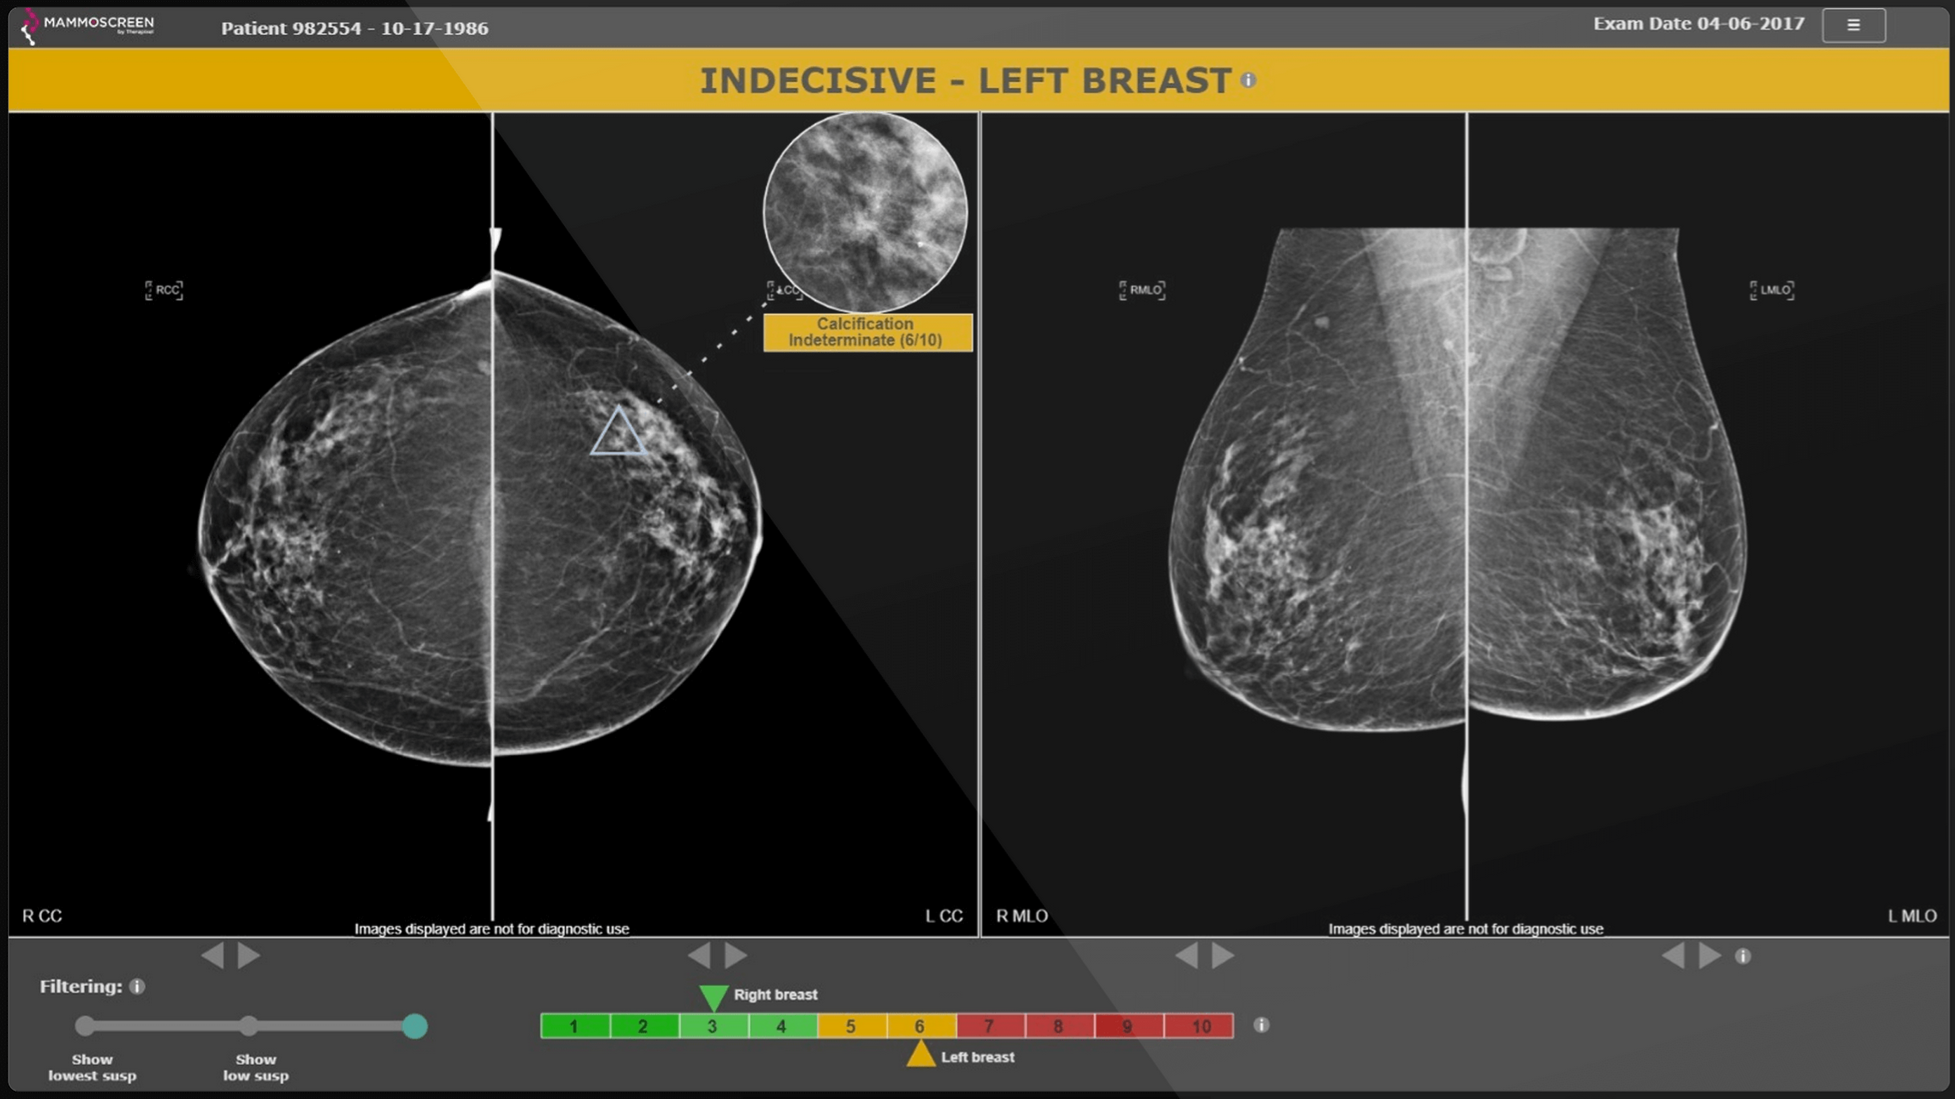 MAMMOSCREEN
by Therapixel
Patient 982554 - 10-17-1986
Exam Date 04-06-2017
INDECISIVE - LEFT BREAST
RCC
LCC
Calcification
Indeterminate (6/10)
RMLO
LMLO
R CC
L CC
R MLO
L MLO
Images displayed are not for diagnostic use
Images displayed are not for diagnostic use
Filtering:
Show
lowest susp
Show
low susp
Right breast
1 2 3 4 5 6 7 8 9 10
Left breast